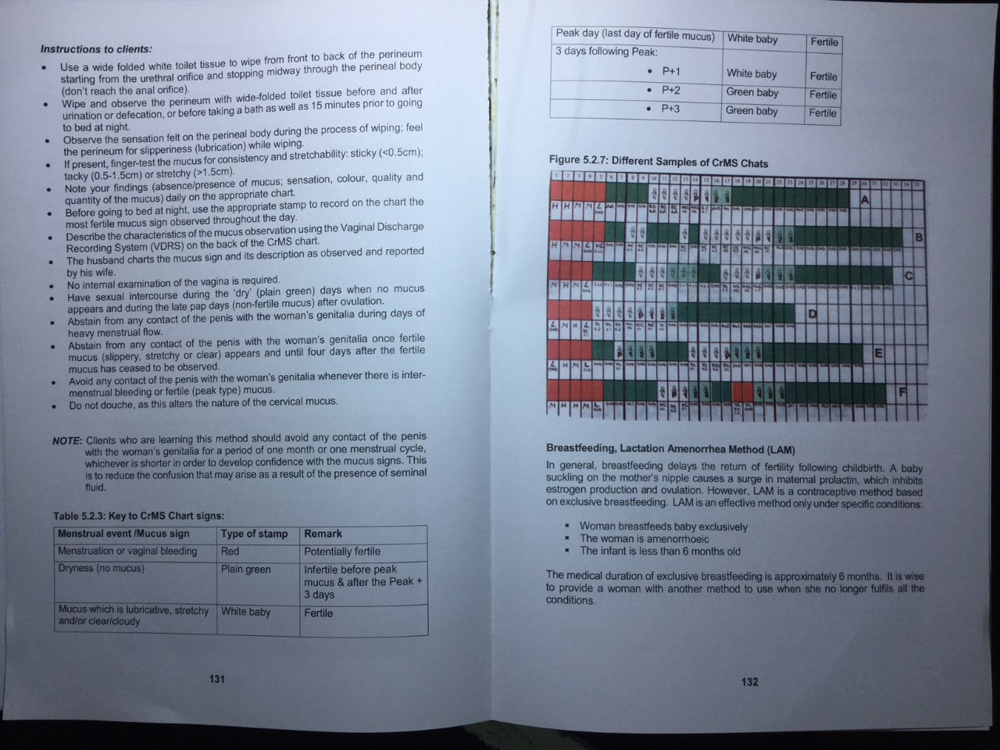 Instructions to clients:
• Use a wide folded white toilet tissue to wipe from front to back of the perineum
starting from the urethral orifice and stopping midway through the perineal body
(don't reach the anal orifice).
• Wipe and observe the perineum with wide-folded toilet tissue before and after
urination or defecation, or before taking a bath as well as 15 minutes prior to going
to bed at night.
• Observe the sensation felt on the perineal body during the process of wiping; feel
the perineum for slipperiness (lubrication) while wiping.
• If present, finger-test the mucus for consistency and stretchability: sticky (<0.5cm);
tacky (0.5-1.5cm) or stretchy (>1.5cm).
• Note your findings (absence/presence of mucus; sensation, colour, quality and
quantity of the mucus) daily on the appropriate chart.
• Before going to bed at night, use the appropriate stamp to record on the chart the
most fertile mucus sign observed throughout the day.
• Describe the characteristics of the mucus observation using the Vaginal Discharge
Recording System (VDRS) on the back of the CrMS chart.
• The husband charts the mucus sign and its description as observed and reported
by his wife.
• No internal examination of the vagina is required.
• Have sexual intercourse during the 'dry' (plain green) days when no mucus
appears and during the late pap days (non-fertile mucus) after ovulation.
• Abstain from any contact of the penis with the woman's genitalia during days of
heavy menstrual flow.
• Abstain from any contact of the penis with the woman's genitalia once fertile
mucus (slippery, stretchy or clear) appears and until four days after the fertile
mucus has ceased to be observed.
• Avoid any contact of the penis with the woman's genitalia whenever there is inter-
menstrual bleeding or fertile (peak type) mucus.
• Do not douche, as this alters the nature of the cervical mucus.
NOTE: Clients who are learning this method should avoid any contact of the penis
with the woman's genitalia for a period of one month or one menstrual cycle,
whichever is shorter in order to develop confidence with the mucus signs. This
is to reduce the confusion that may arise as a result of the presence of seminal
fluid.
Table 5.2.3: Key to CrMS Chart signs:
Menstrual event /Mucus sign Type of stamp Remark
Menstruation or vaginal bleeding Red Potentially fertile
Dryness (no mucus) Plain green Infertile before peak
mucus & after the Peak +
3 days
Mucus which is lubricative, stretchy White baby Fertile
and/or clear/cloudy
131
Peak day (last day of fertile mucus) White baby Fertile
3 days following Peak:
• P+1 White baby Fertile
• P+2 Green baby Fertile
• P+3 Green baby Fertile
Figure 5.2.7: Different Samples of CrMS Chats
A
H H M M L
B
H M M L VL
C
M H M L
D
L M H L
E
L H M L
F
M H H M L
Breastfeeding, Lactation Amenorrhea Method (LAM)
In general, breastfeeding delays the return of fertility following childbirth. A baby
suckling on the mother's nipple causes a surge in maternal prolactin, which inhibits
estrogen production and ovulation. However, LAM is a contraceptive method based
on exclusive breastfeeding. LAM is an effective method only under specific conditions:
▪ Woman breastfeeds baby exclusively
▪ The woman is amenorrhoeic
▪ The infant is less than 6 months old
The medical duration of exclusive breastfeeding is approximately 6 months. It is wise
to provide a woman with another method to use when she no longer fulfils all the
conditions.
132